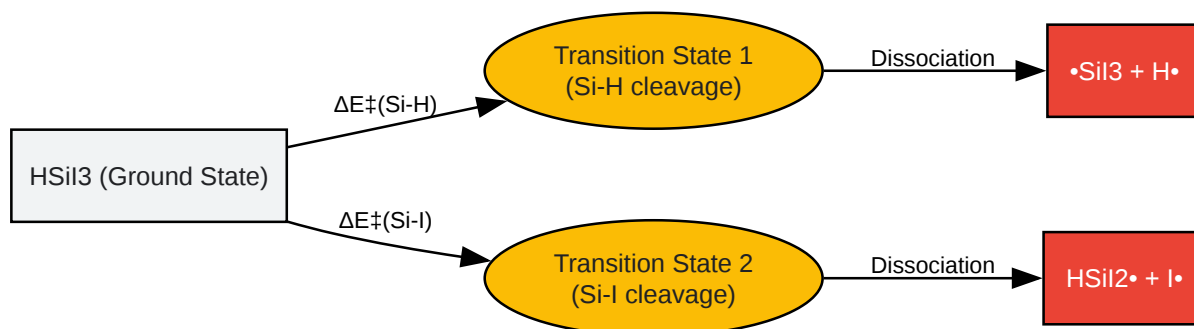 Transition State 1
(Si-H cleavage)
Dissociation
•SiI3 + H•
ΔE‡(Si-H)
HSiI3 (Ground State)
ΔE‡(Si-I)
Transition State 2
(Si-I cleavage)
Dissociation
HSiI2• + I•